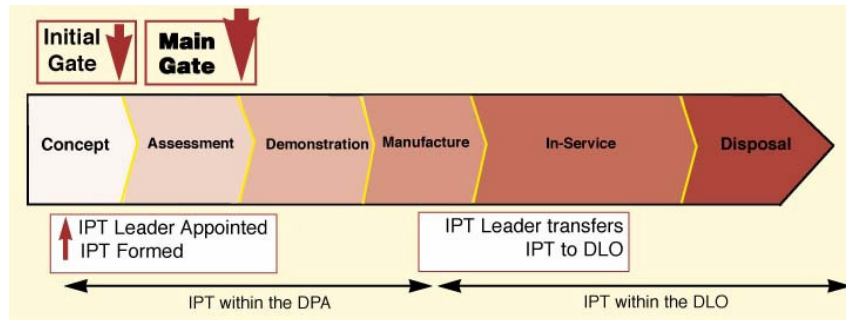 Initial
Gate
Main
Gate
Concept
Assessment
Demonstration
Manufacture
In-Service
Disposal
IPT Leader Appointed
IPT Formed
IPT Leader transfers
IPT to DLO
IPT within the DPA
IPT within the DLO